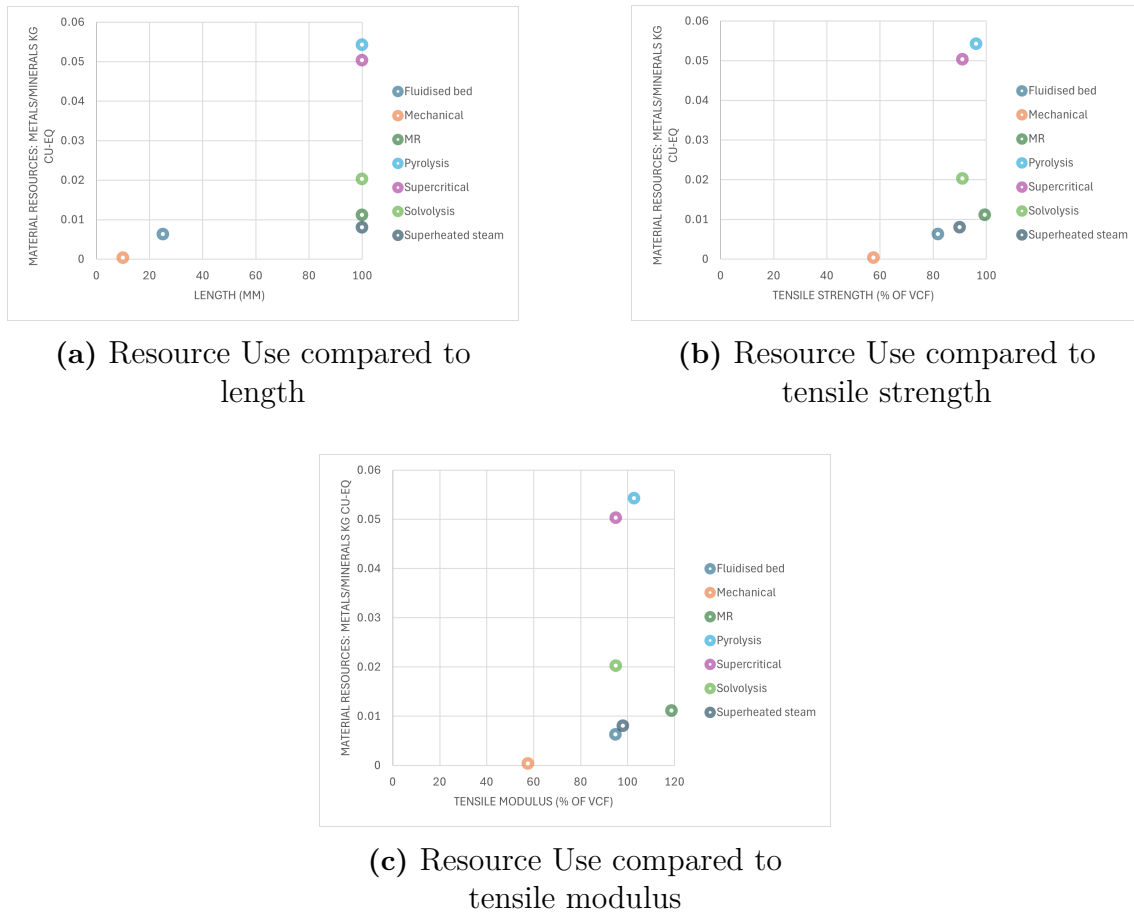 MATERIAL RESOURCES: METALS/MINERALS KG
CU-EQ
0.06
0.05
0.04
0.03
0.02
0.01
0
0 20 40 60 80 100
LENGTH (MM)
Fluidised bed
Mechanical
MR
Pyrolysis
Supercritical
Solvolysis
Superheated steam
(a) Resource Use compared to
length
MATERIAL RESOURCES: METALS/MINERALS KG
CU-EQ
0.06
0.05
0.04
0.03
0.02
0.01
0
0 20 40 60 80 100
TENSILE STRENGTH (% OF VCF)
Fluidised bed
Mechanical
MR
Pyrolysis
Supercritical
Solvolysis
Superheated steam
(b) Resource Use compared to
tensile strength
MATERIAL RESOURCES: METALS/MINERALS KG CU-EQ
0.06
0.05
0.04
0.03
0.02
0.01
0
0 20 40 60 80 100 120
TENSILE MODULUS (% OF VCF)
Fluidised bed
Mechanical
MR
Pyrolysis
Supercritical
Solvolysis
Superheated steam
(c) Resource Use compared to
tensile modulus